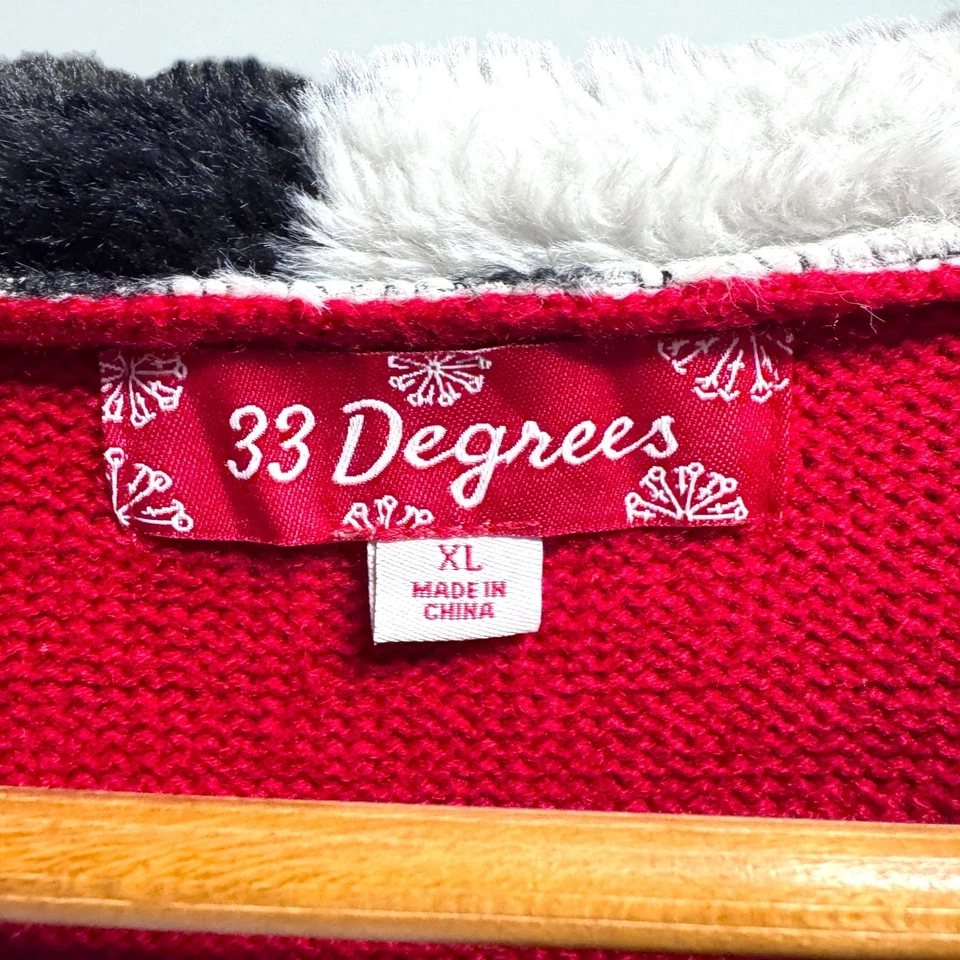 33 Degrees
XL
MADE IN
CHINA